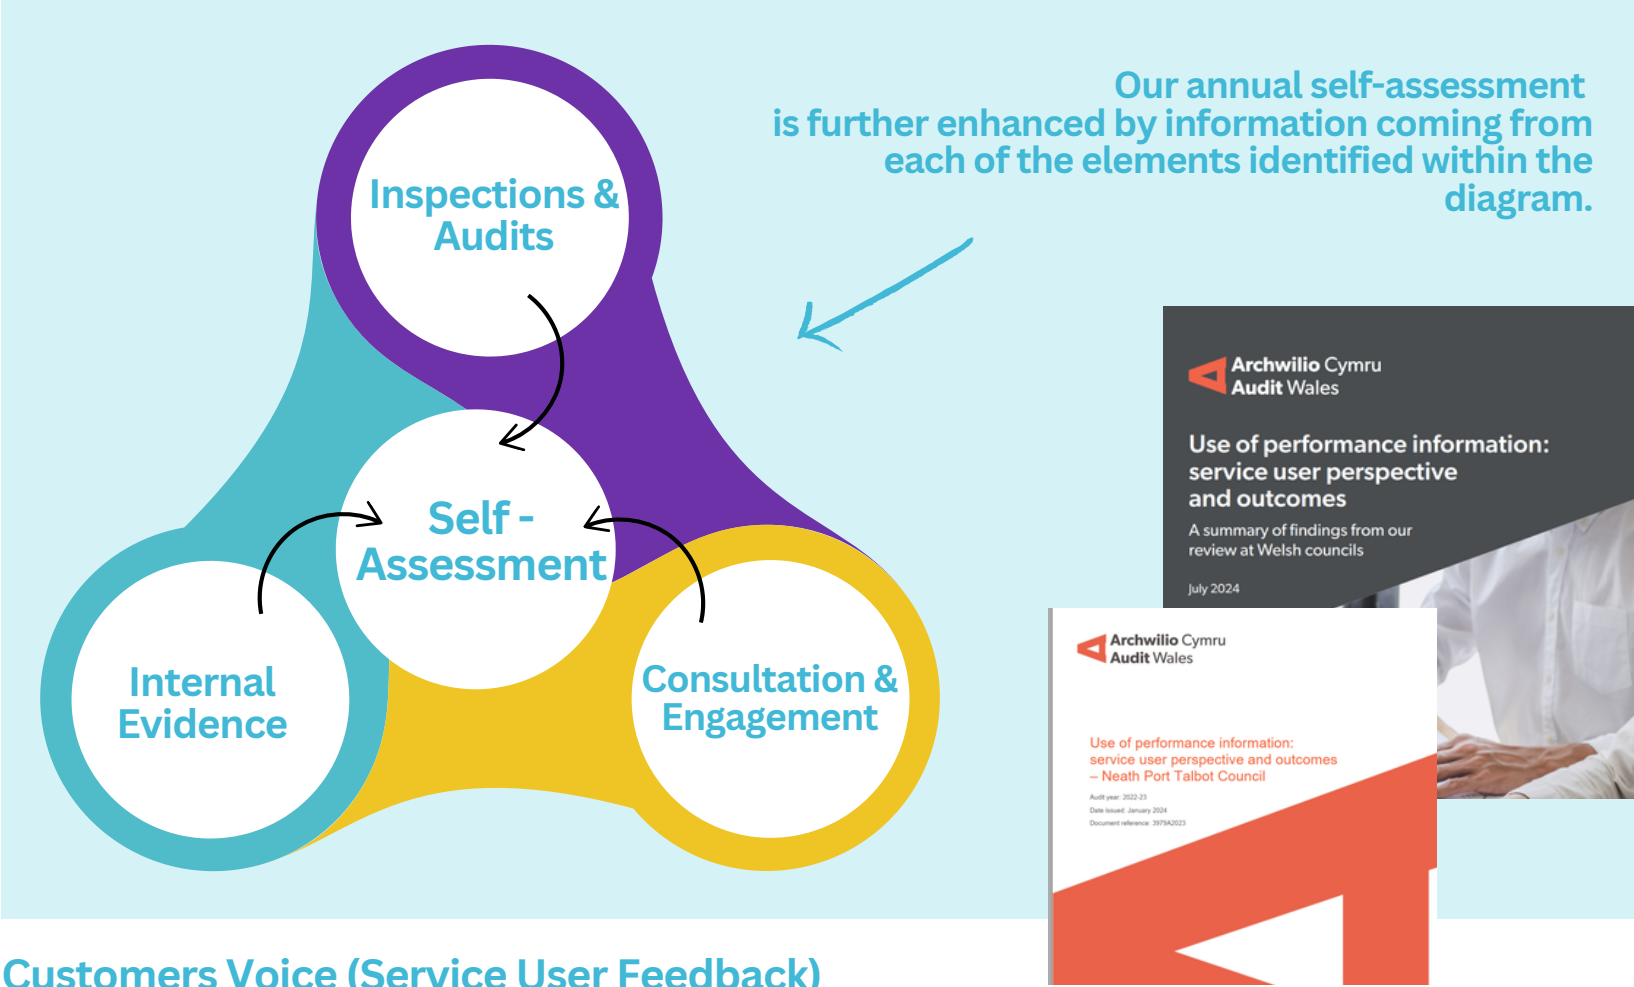 Our annual self-assessment
is further enhanced by information coming from
each of the elements identified within the
diagram.
Inspections &
Audits
Self -
Assessment
Internal
Evidence
Consultation &
Engagement
Archwilio Cymru
Audit Wales
Use of performance information:
service user perspective
and outcomes
A summary of findings from our
review at Welsh councils
July 2024
Archwilio Cymru
Audit Wales
Use of performance information:
service user perspective and outcomes
– Neath Port Talbot Council
Audit year: 2022-23
Date issued: January 2024
Document reference: 3979A2023
Customers Voice (Service User Feedback)